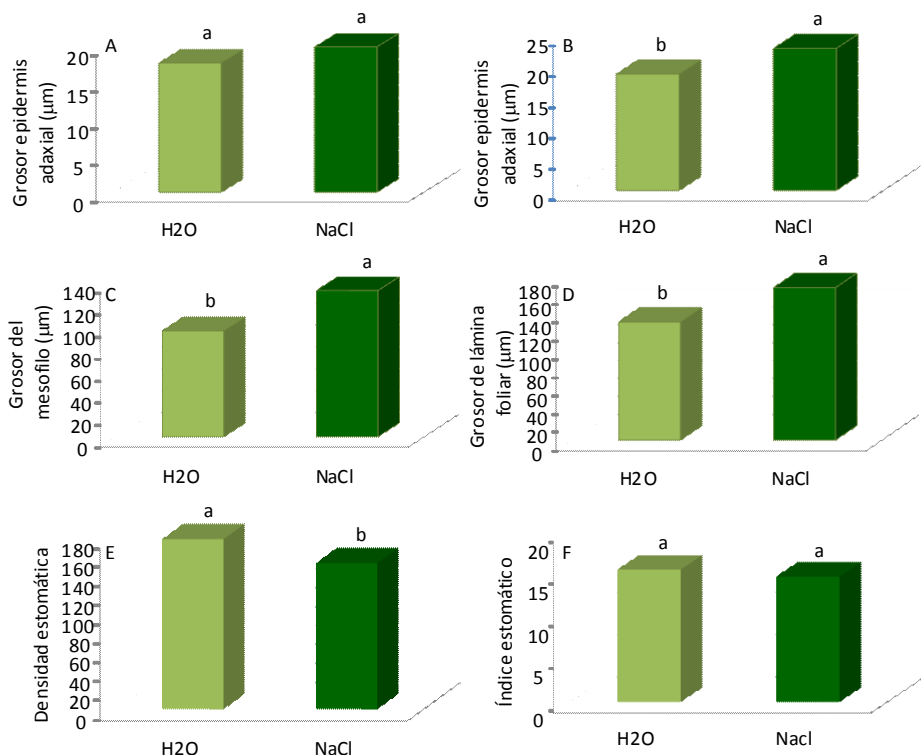 A
a
a
20
15
10
5
0
Grosor epidermis
adaxial (µm)
H2O
NaCl
B
b
a
25
20
15
10
5
0
Grosor epidermis
adaxial (µm)
H2O
NaCl
C
b
a
140
120
100
80
60
40
20
0
Grosor del
mesofilo (µm)
H2O
NaCl
D
b
a
180
160
140
120
100
80
60
40
20
0
Grosor de lámina
foliar (µm)
H2O
NaCl
E
a
b
180
160
140
120
100
80
60
40
20
0
Densidad estomática
H2O
NaCl
F
a
a
20
15
10
5
0
Índice estomático
H2O
NaCl